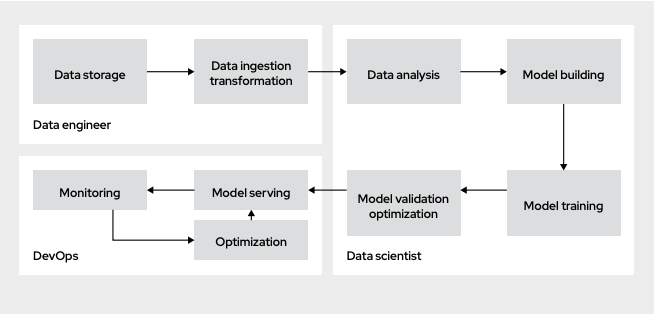 Data storage
Data ingestion
transformation
Data engineer
Data analysis
Model building
Model training
Model validation
optimization
Data scientist
Model serving
Monitoring
Optimization
DevOps